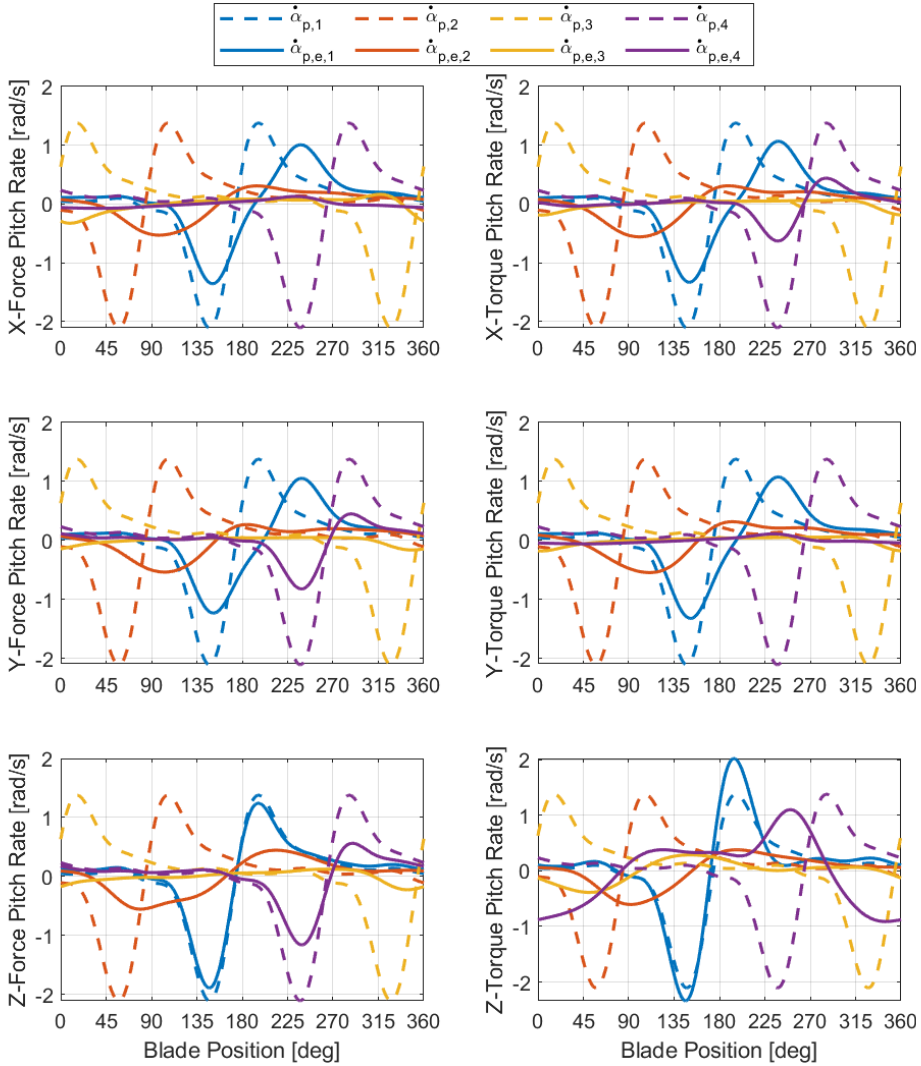 α̇p,1 α̇p,2 α̇p,3 α̇p,4
α̇p,e,1 α̇p,e,2 α̇p,e,3 α̇p,e,4
X-Force Pitch Rate [rad/s]
2
1
0
-1
-2
0 45 90 135 180 225 270 315 360
X-Torque Pitch Rate [rad/s]
2
1
0
-1
-2
0 45 90 135 180 225 270 315 360
Y-Force Pitch Rate [rad/s]
2
1
0
-1
-2
0 45 90 135 180 225 270 315 360
Y-Torque Pitch Rate [rad/s]
2
1
0
-1
-2
0 45 90 135 180 225 270 315 360
Z-Force Pitch Rate [rad/s]
2
1
0
-1
-2
0 45 90 135 180 225 270 315 360
Blade Position [deg]
Z-Torque Pitch Rate [rad/s]
2
1
0
-1
-2
0 45 90 135 180 225 270 315 360
Blade Position [deg]